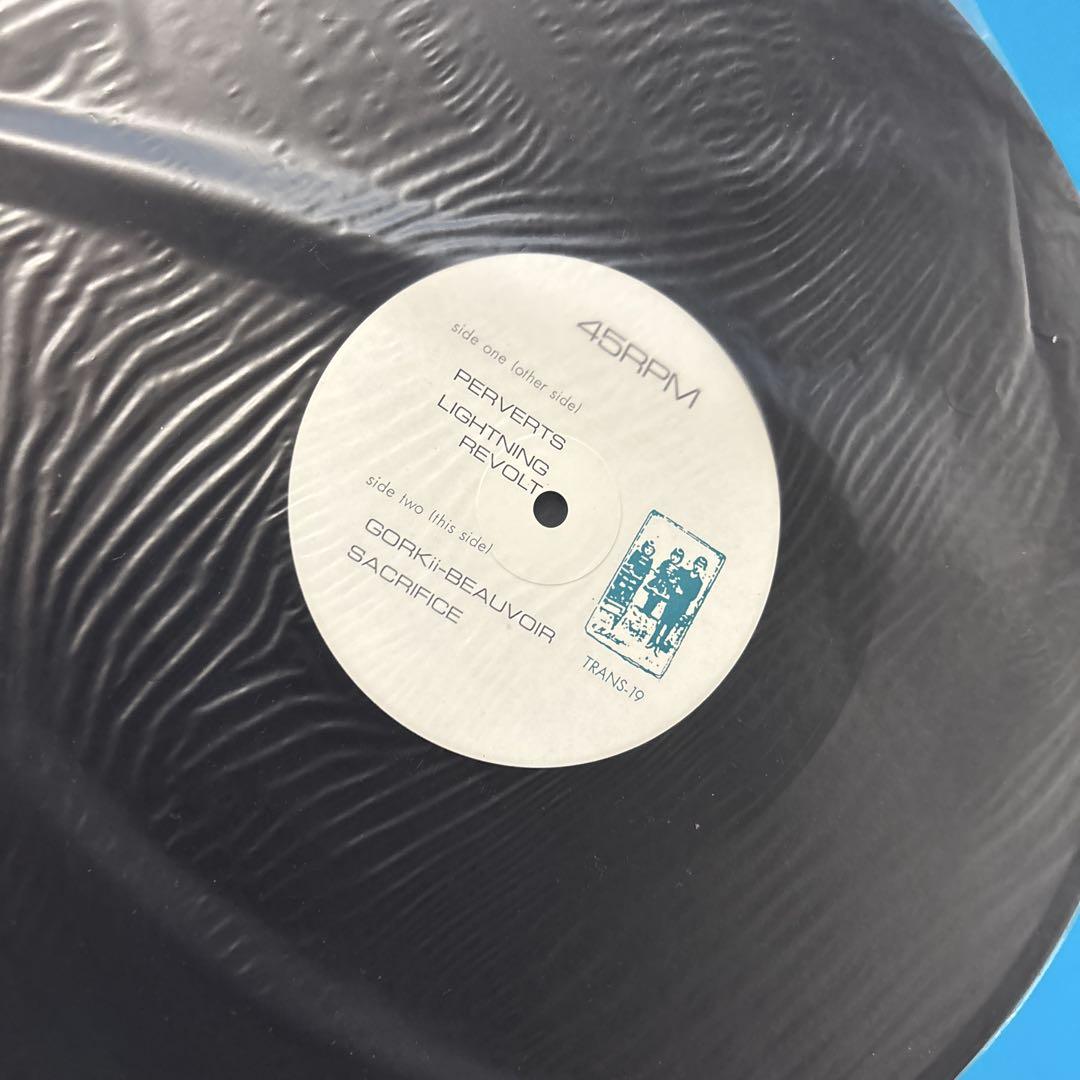 45RPM
side one (other side)
PERVERTS
LIGHTNING
REVOLT
side two (this side)
GORKii-BEAUVOIR
SACRIFICE
TRANS-19